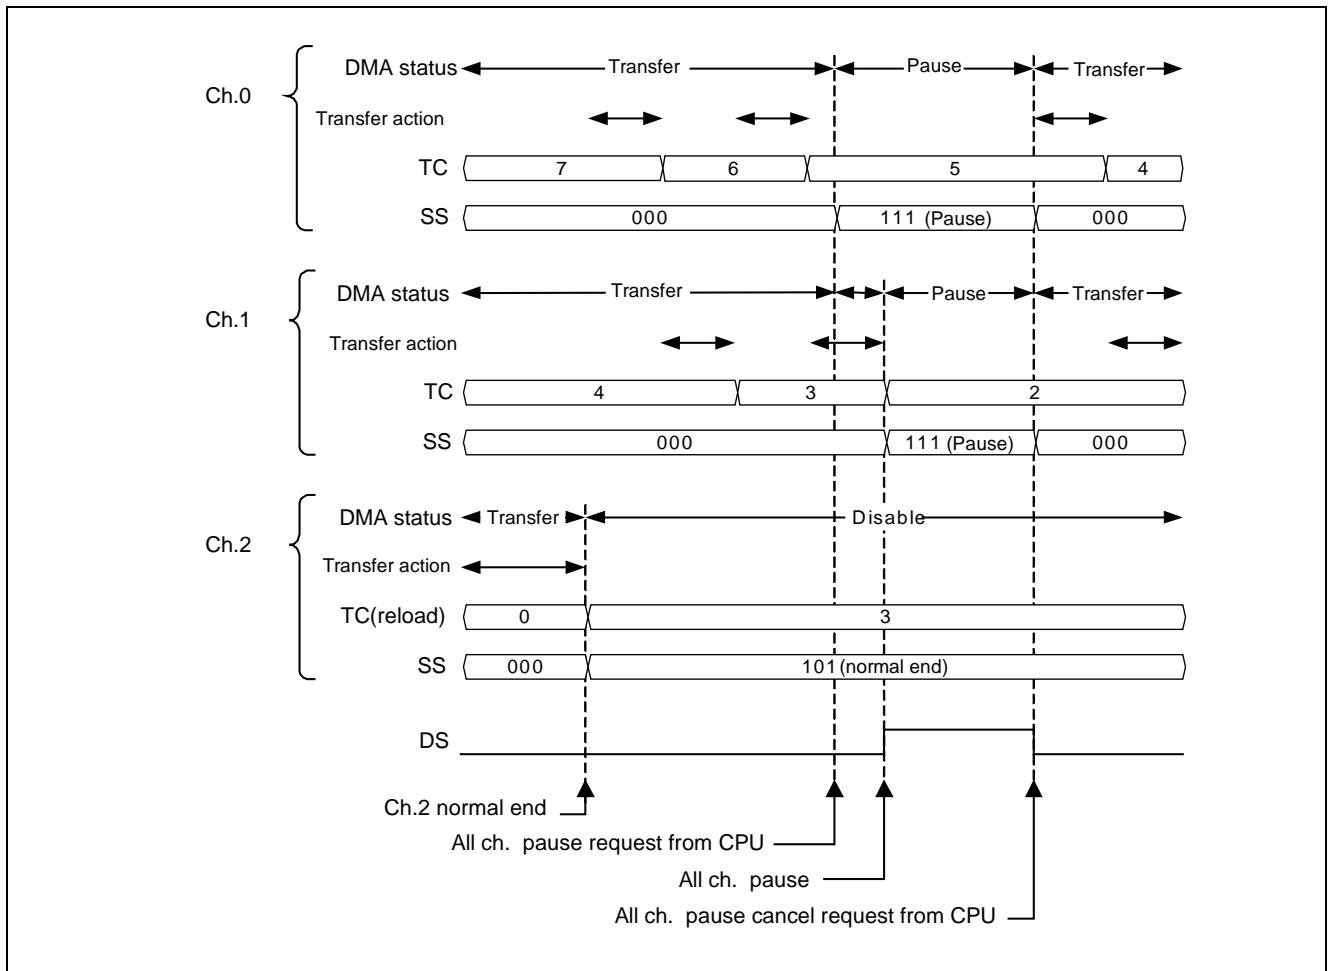 DMA status Transfer Pause Transfer
Ch.0
Transfer action
TC 7 6 5 4
SS 000 111 (Pause) 000
DMA status Transfer Pause Transfer
Ch.1
Transfer action
TC 4 3 2
SS 000 111 (Pause) 000
DMA status Transfer Disable
Ch.2
Transfer action
TC(reload) 0 3
SS 000 101 (normal end)
DS
Ch.2 normal end
All ch. pause request from CPU
All ch. pause
All ch. pause cancel request from CPU